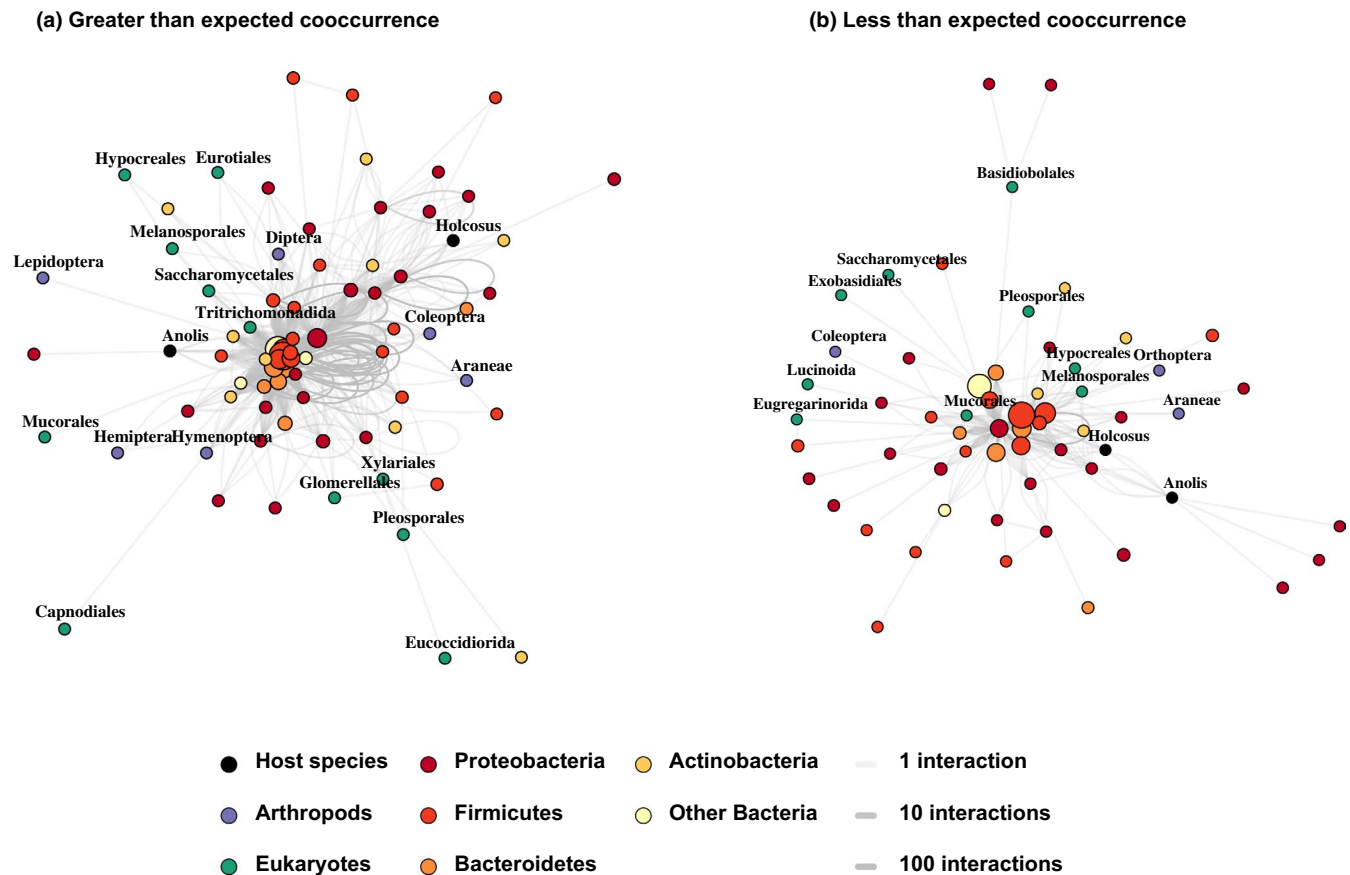 (a) Greater than expected cooccurrence
(b) Less than expected cooccurrence
Hypocreales
Eurotiales
Melanosporales
Diptera
Holcosus
Lepidoptera
Saccharomycetales
Tritrichomonadida
Anolis
Coleoptera
Araneae
Mucorales
Hemiptera
Hymenoptera
Xylariales
Glomerellales
Pleosporales
Capnodiales
Eucoccidiorida
Basidiobolales
Saccharomycetales
Exobasidiales
Pleosporales
Coleoptera
Hypocreales
Orthoptera
Lucinoida
Melanosporales
Eugregarinorida
Mucorales
Araneae
Holcosus
Anolis
Host species
Proteobacteria
Actinobacteria
1 interaction
Arthropods
Firmicutes
Other Bacteria
10 interactions
Eukaryotes
Bacteroidetes
100 interactions